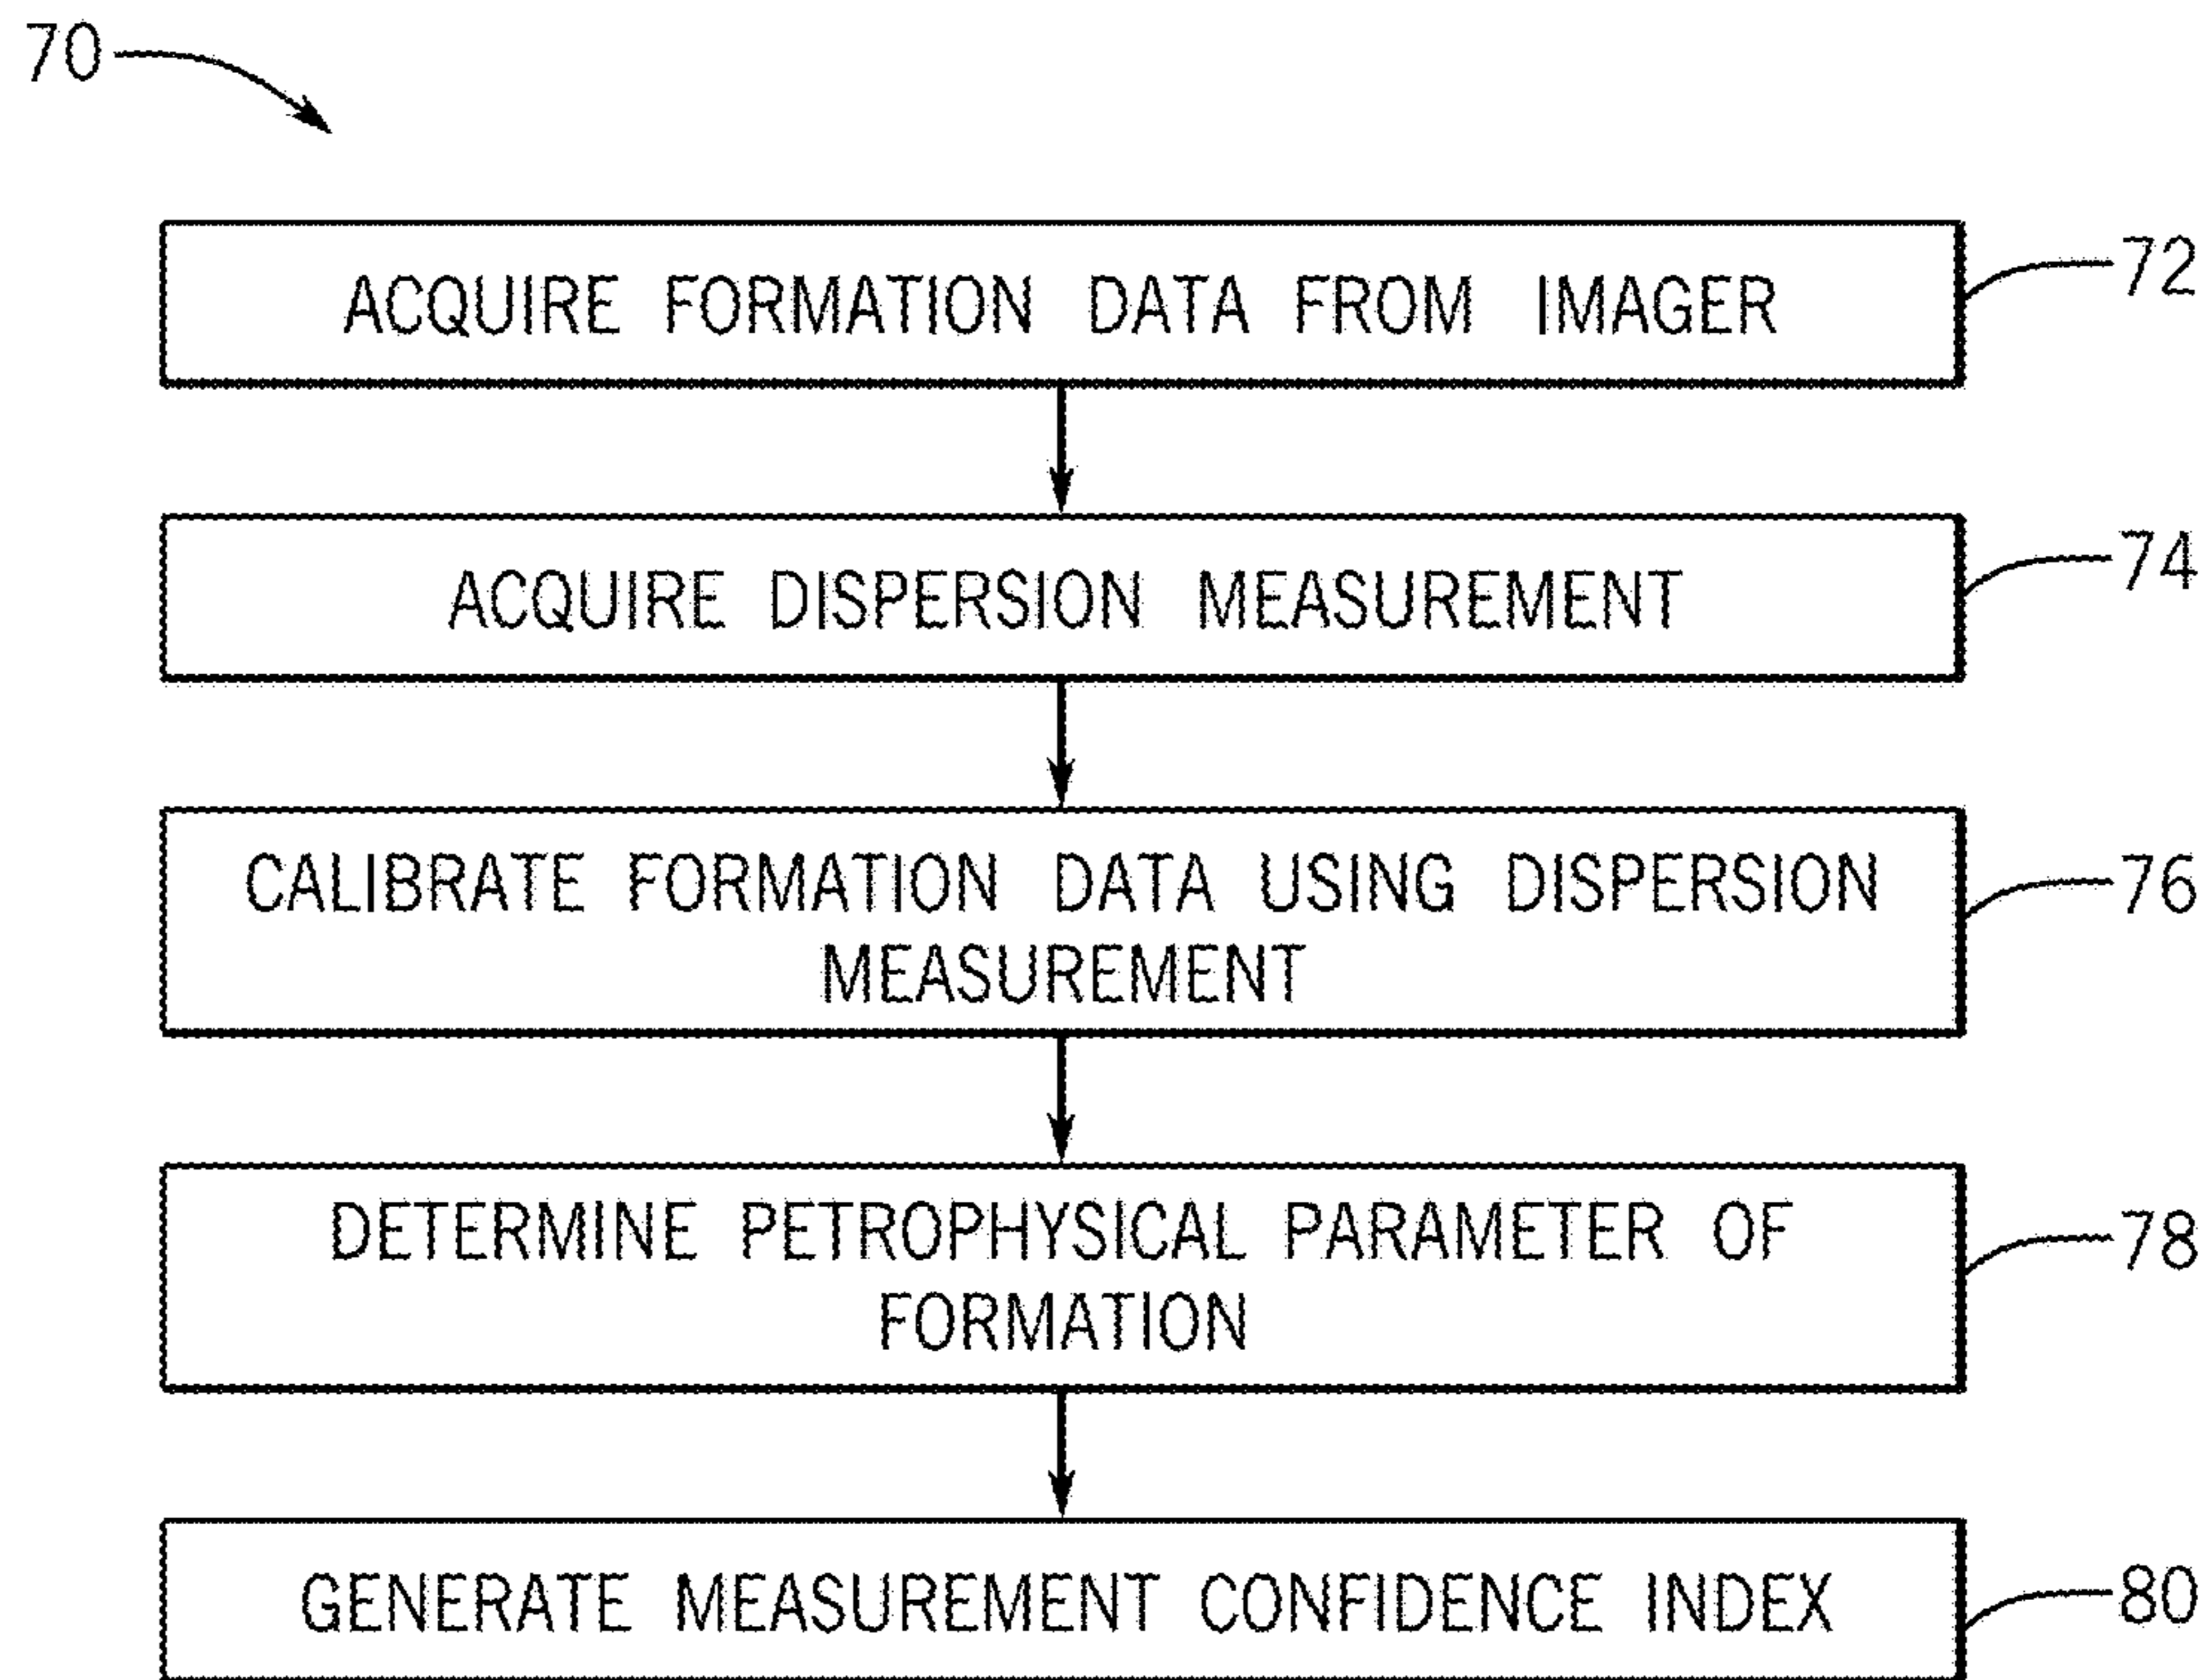 70
ACQUIRE FORMATION DATA FROM IMAGER
72
ACQUIRE DISPERSION MEASUREMENT
74
CALIBRATE FORMATION DATA USING DISPERSION
MEASUREMENT
76
DETERMINE PETROPHYSICAL PARAMETER OF
FORMATION
78
GENERATE MEASUREMENT CONFIDENCE INDEX
80